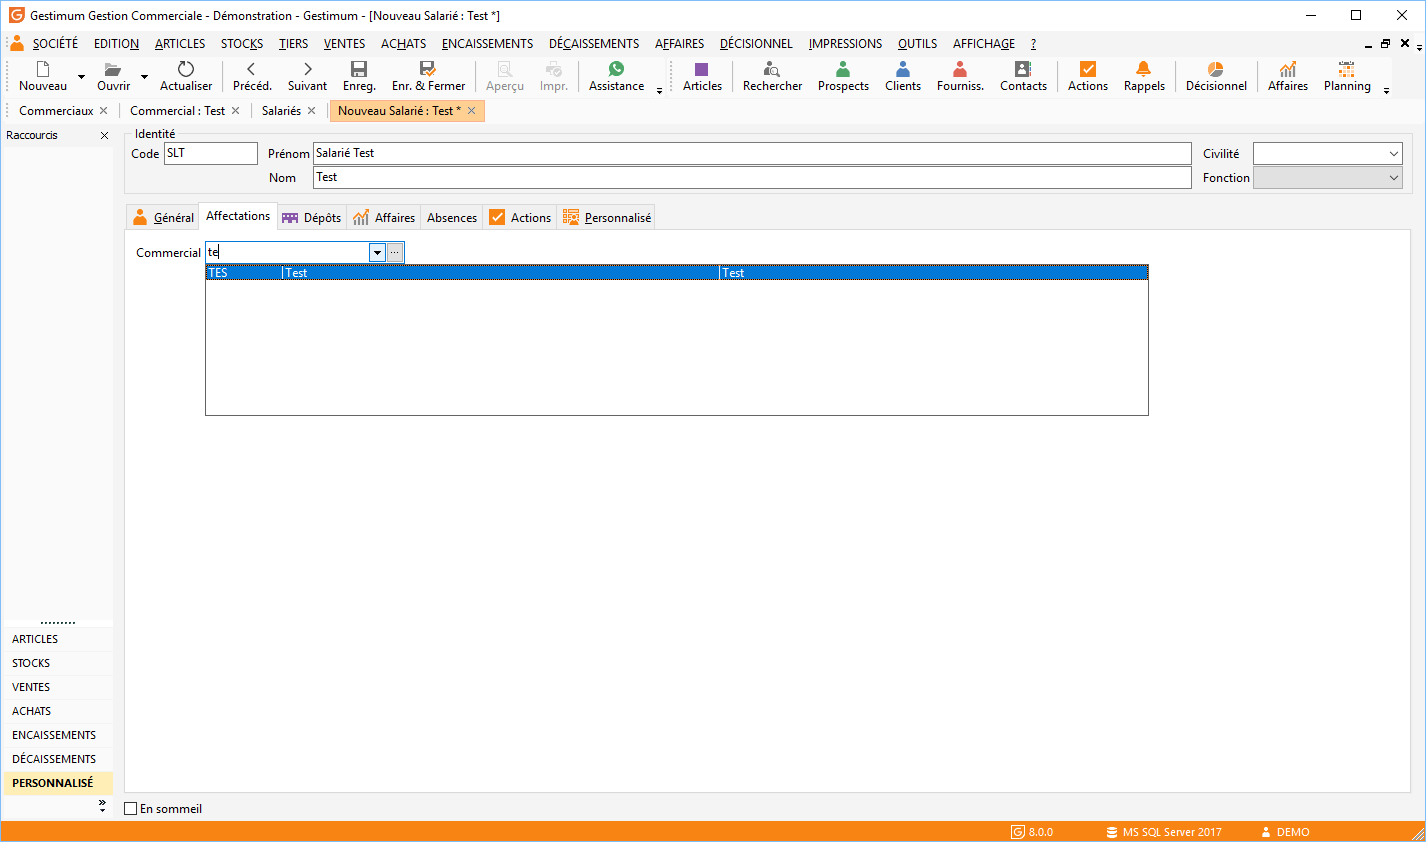 Gestimum Gestion Commerciale - Démonstration - Gestimum - [Nouveau Salarié : Test *]
SOCIÉTÉ EDITION ARTICLES STOCKS TIERS VENTES ACHATS ENCAISSEMENTS DÉCAISSEMENTS AFFAIRES DÉCISIONNEL IMPRESSIONS OUTILS AFFICHAGE ?
Nouveau Ouvrir Actualiser Précéd. Suivant Enreg. Enr. & Fermer Aperçu Impr. Assistance Articles Rechercher Prospects Clients Fourniss. Contacts Actions Rappels Décisionnel Affaires Planning
Commerciaux Commercial : Test Salariés Nouveau Salarié : Test *
Raccourcis
Identité
Code SLT Prénom Salarié Test Civilité
Nom Test Fonction
Général Affectations Dépôts Affaires Absences Actions Personnalisé
Commercial te ...
TES Test Test
ARTICLES
STOCKS
VENTES
ACHATS
ENCAISSEMENTS
DÉCAISSEMENTS
PERSONNALISÉ
En sommeil
8.0.0 MS SQL Server 2017 DEMO